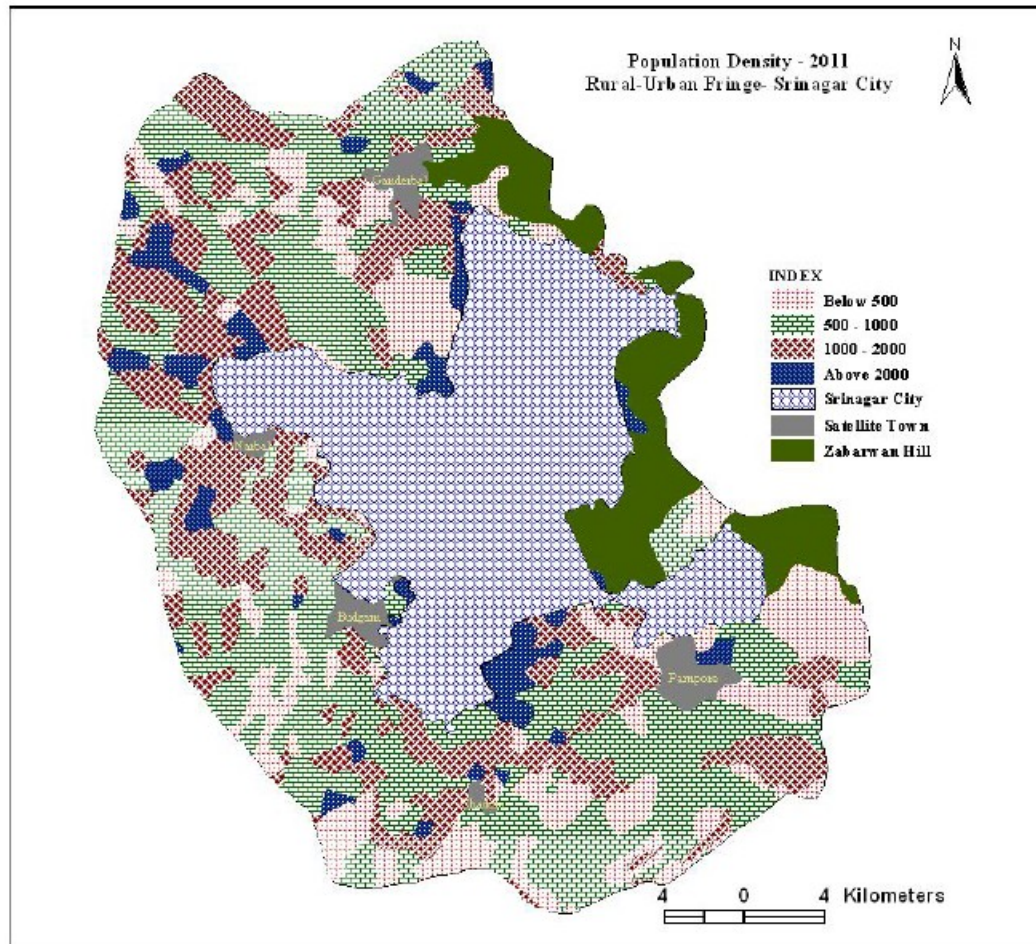 Population Density - 2011
Rural-Urban Fringe- Srinagar City
N
Ganderbal
INDEX
Below 500
500 - 1000
1000 - 2000
Above 2000
Srinagar City
Satellite Town
Zabarwan Hill
Narbal
Budgam
Pampore
4 0 4 Kilometers